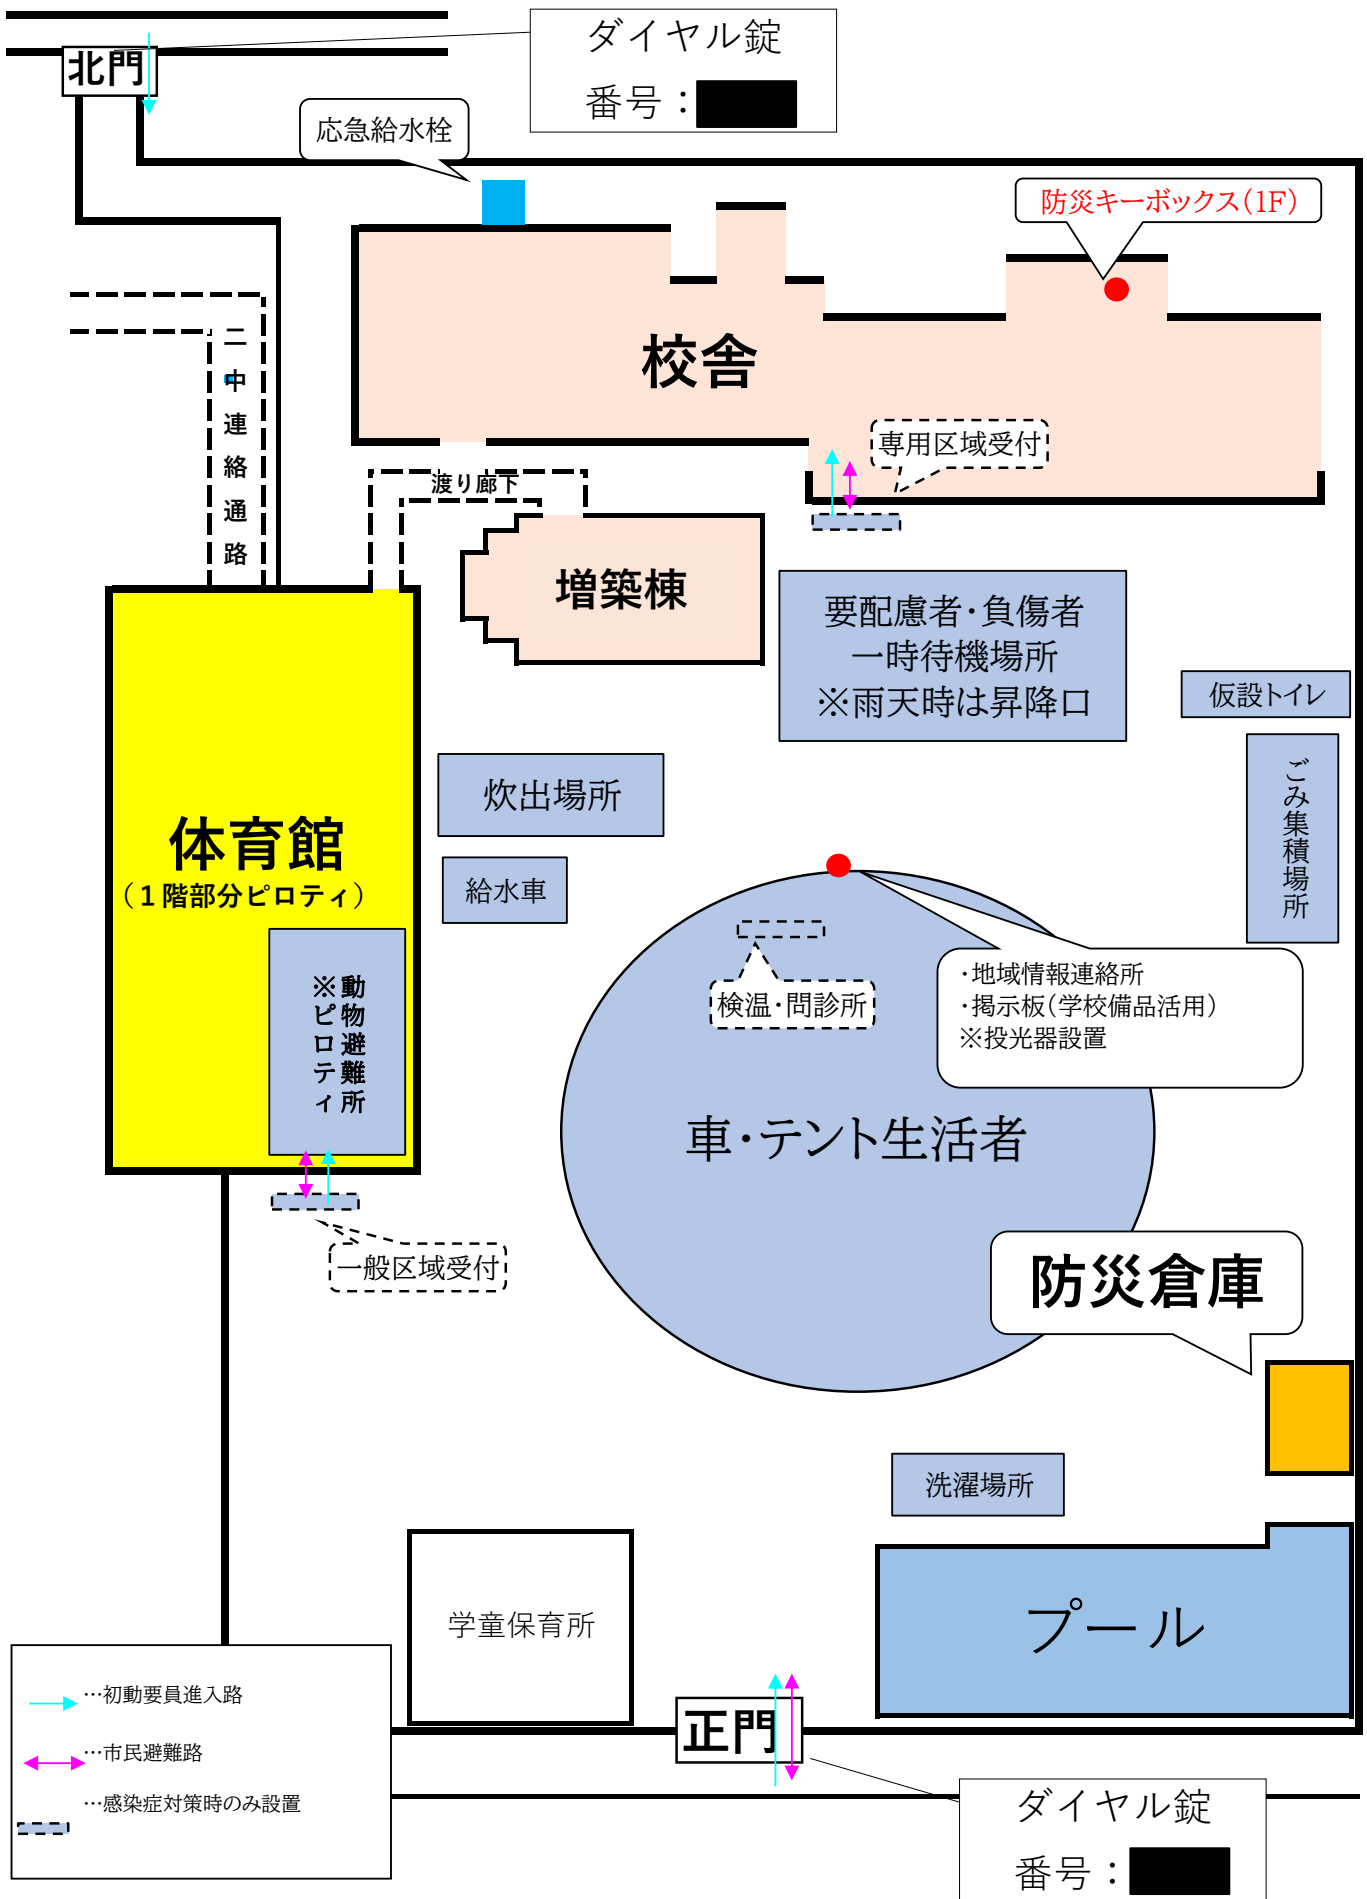 ダイヤル錠
番号：
北門
応急給水栓
防災キーボックス(1F)
校舎
二中連絡通路
専用区域受付
渡り廊下
増築棟
要配慮者・負傷者
一時待機場所
※雨天時は昇降口
仮設トイレ
ごみ集積場所
炊出場所
体育館
（１階部分ピロティ）
給水車
動物避難所
※ピロティ
検温・問診所
・地域情報連絡所
・掲示板(学校備品活用)
※投光器設置
車・テント生活者
一般区域受付
防災倉庫
洗濯場所
学童保育所
プール
正門
…初動要員進入路
…市民避難路
…感染症対策時のみ設置
ダイヤル錠
番号：